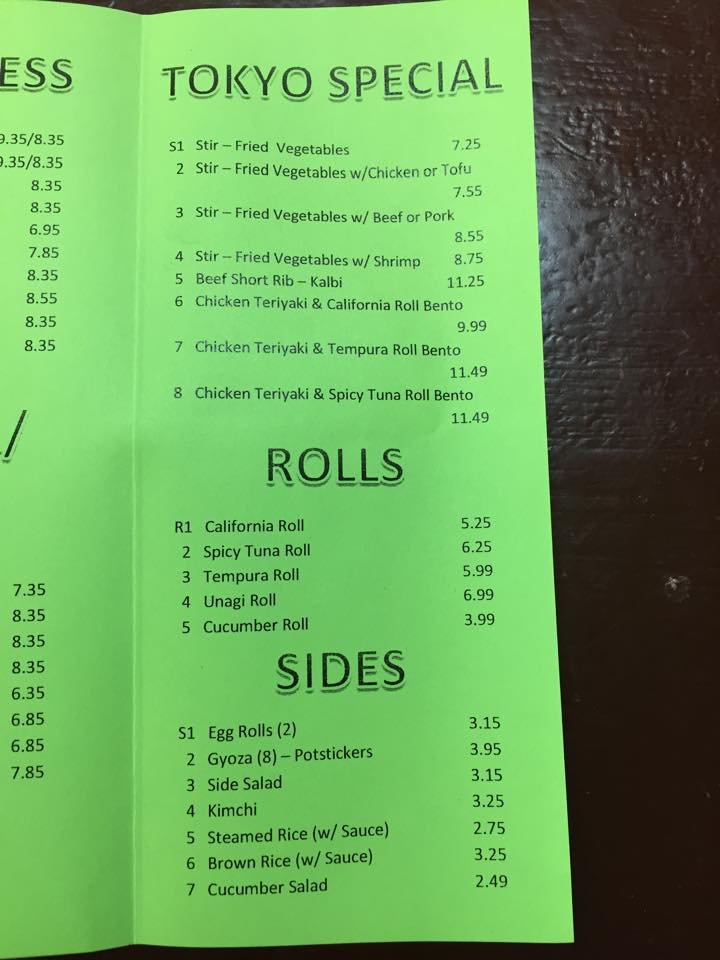 ESS
9.35/8.35
9.35/8.35
8.35
8.35
6.95
7.85
8.35
8.55
8.35
8.35
/
7.35
8.35
8.35
8.35
6.35
6.85
6.85
7.85
TOKYO SPECIAL
S1 Stir – Fried Vegetables 7.25
2 Stir – Fried Vegetables w/Chicken or Tofu
7.55
3 Stir – Fried Vegetables w/ Beef or Pork
8.55
4 Stir – Fried Vegetables w/ Shrimp 8.75
5 Beef Short Rib – Kalbi 11.25
6 Chicken Teriyaki & California Roll Bento
9.99
7 Chicken Teriyaki & Tempura Roll Bento
11.49
8 Chicken Teriyaki & Spicy Tuna Roll Bento
11.49
ROLLS
R1 California Roll 5.25
2 Spicy Tuna Roll 6.25
3 Tempura Roll 5.99
4 Unagi Roll 6.99
5 Cucumber Roll 3.99
SIDES
S1 Egg Rolls (2) 3.15
2 Gyoza (8) – Potstickers 3.95
3 Side Salad 3.15
4 Kimchi 3.25
5 Steamed Rice (w/ Sauce) 2.75
6 Brown Rice (w/ Sauce) 3.25
7 Cucumber Salad 2.49